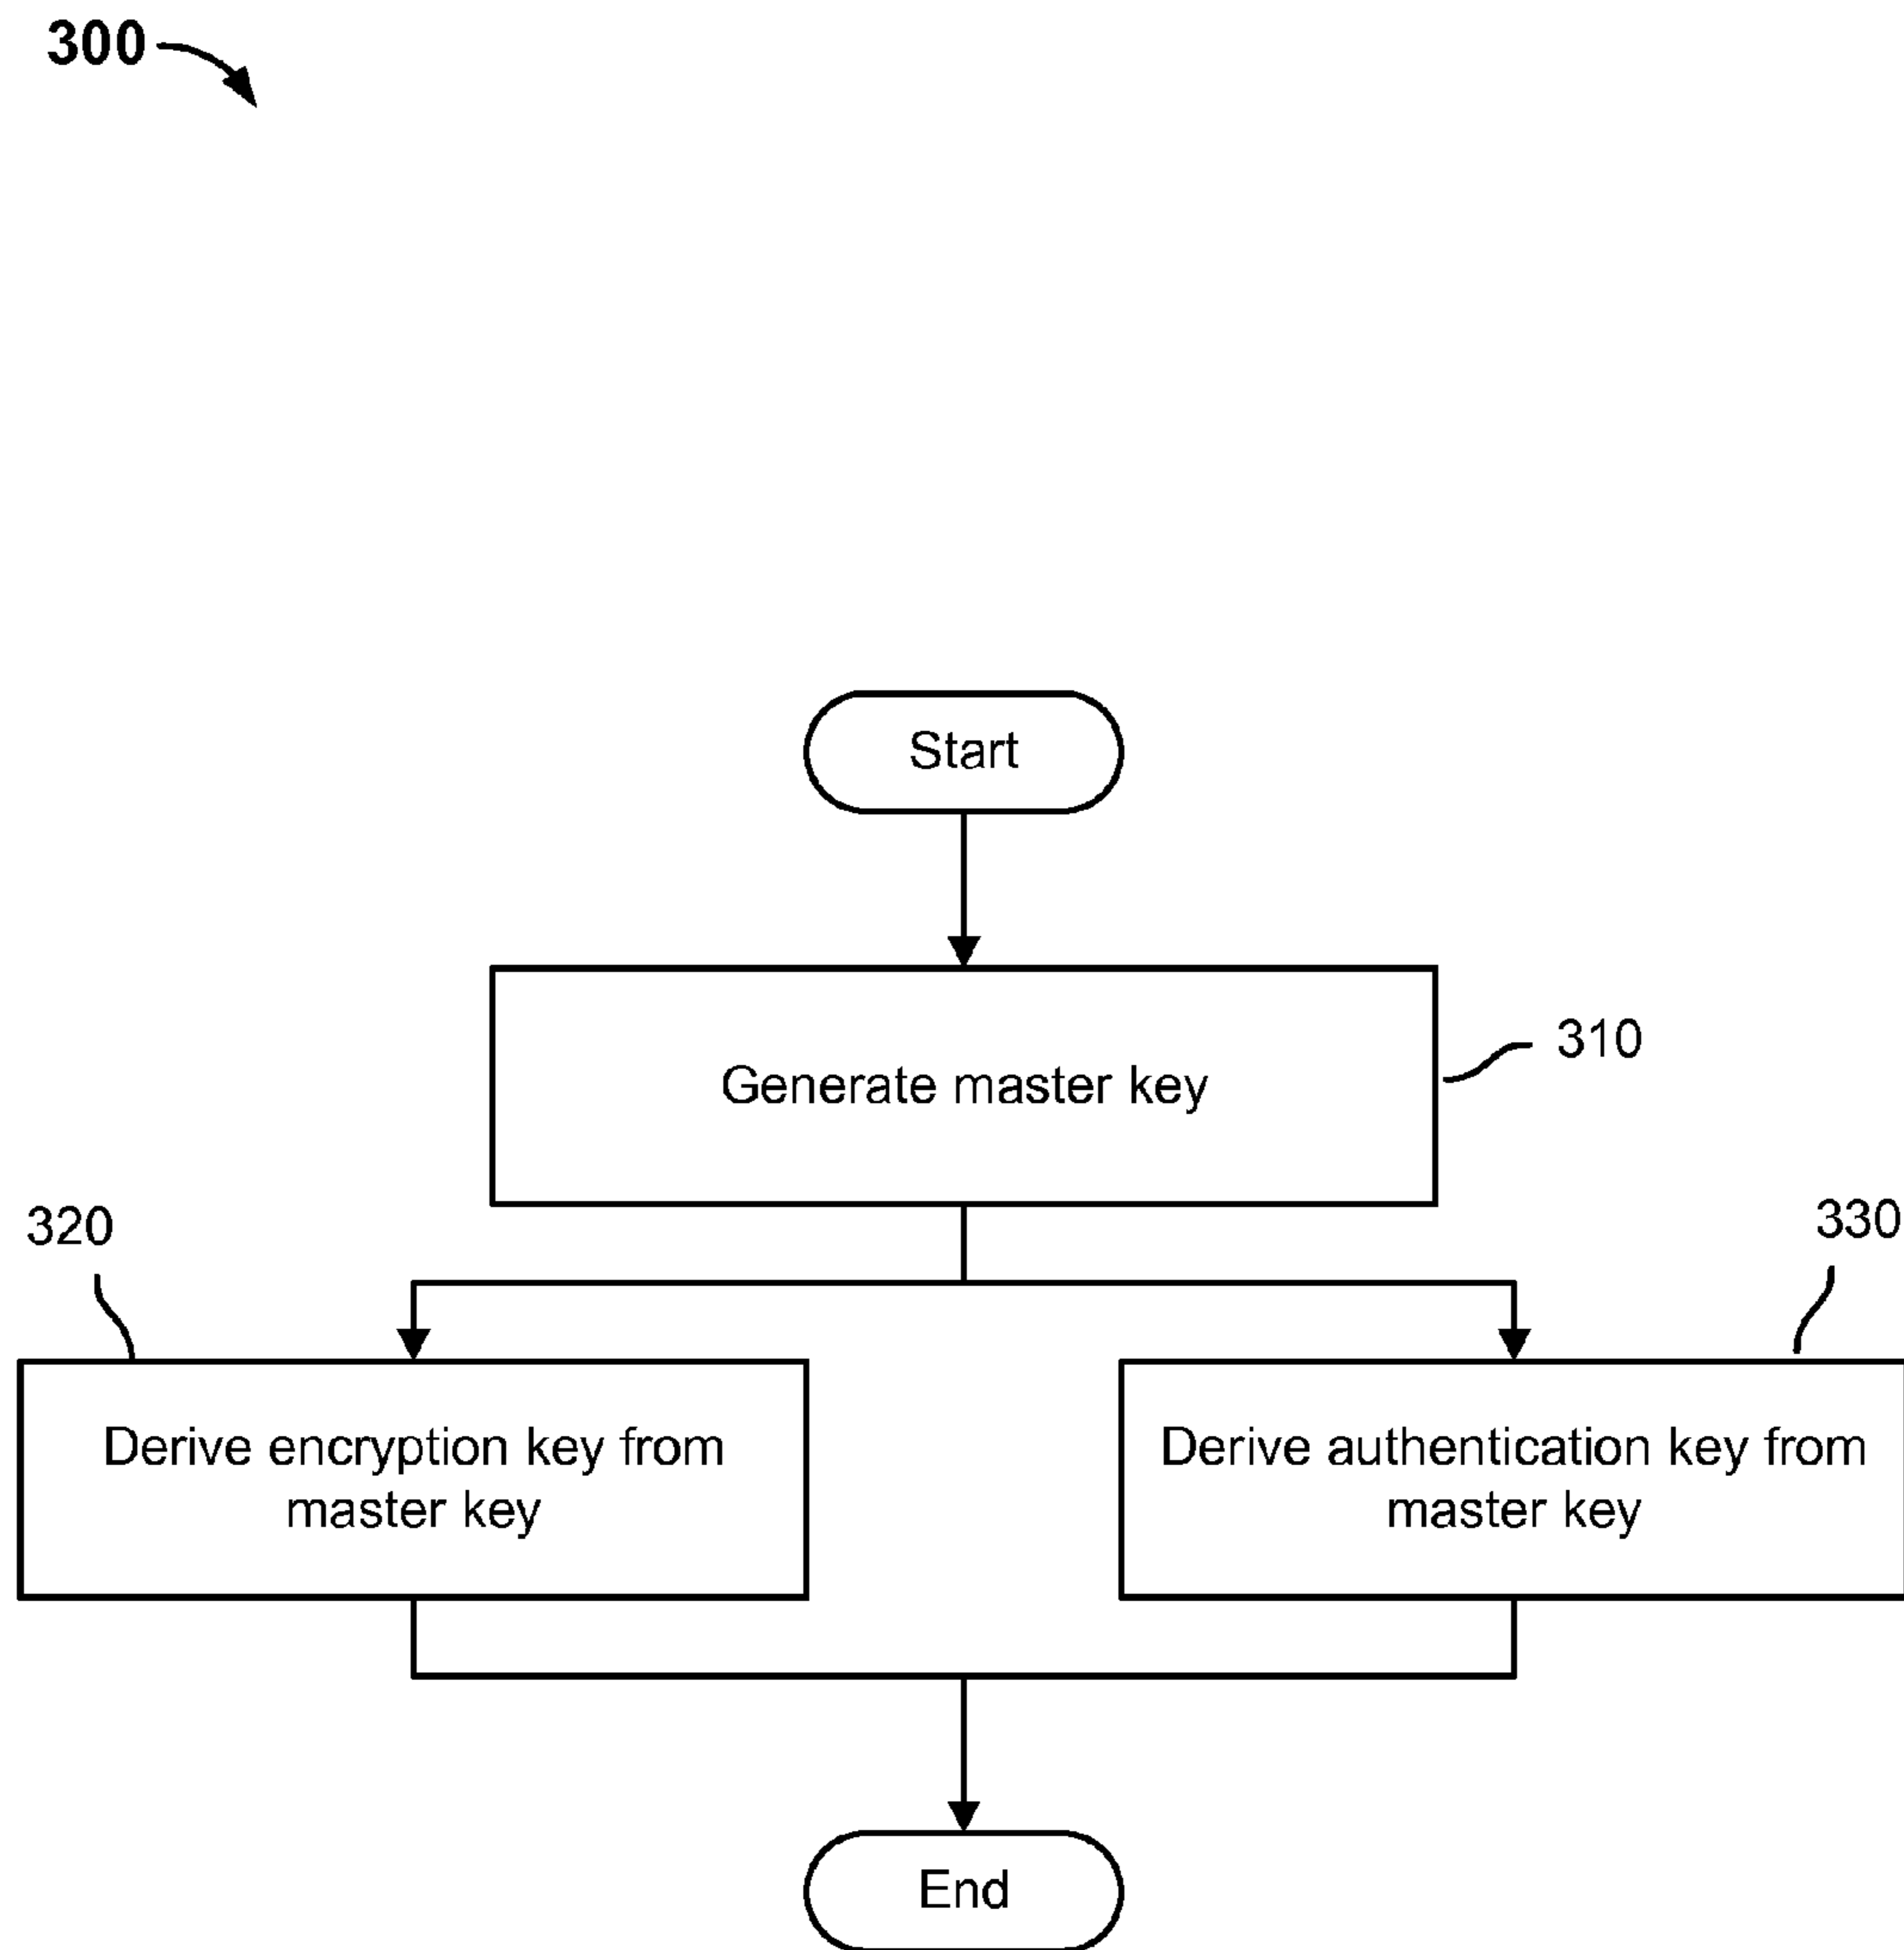 300
Start
Generate master key
310
320
330
Derive encryption key from
master key
Derive authentication key from
master key
End